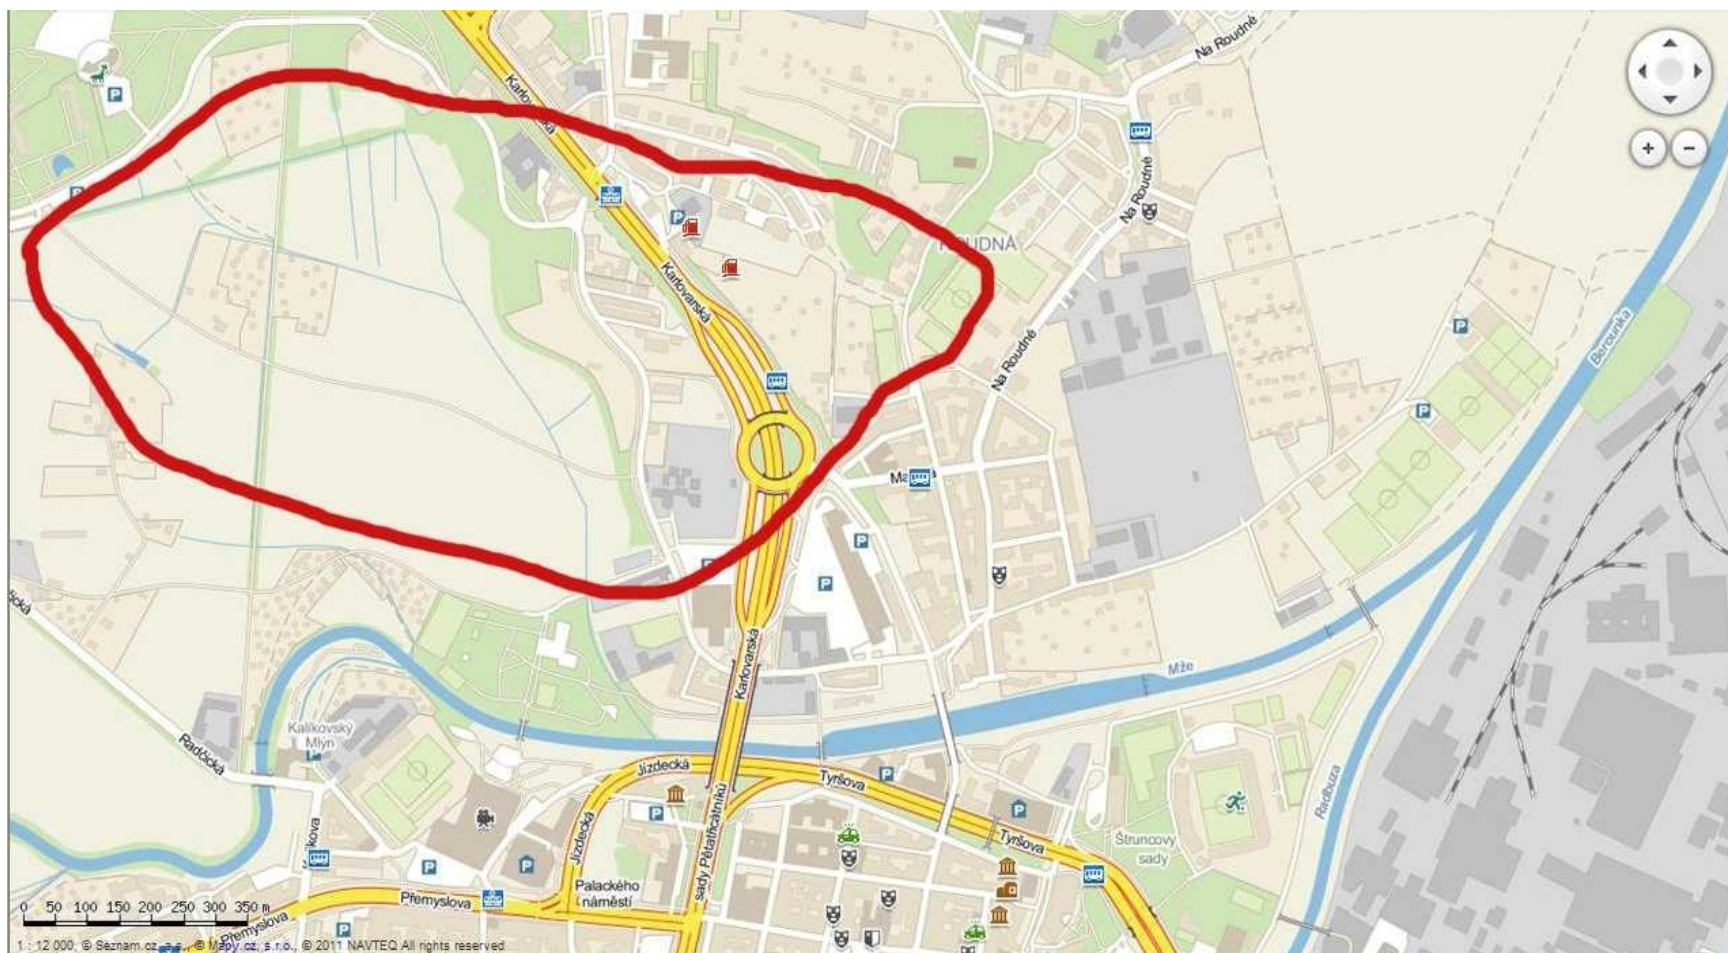 Na Roudné
P
Na Roudné
P
ROUDNÁ
Karlovarská
Na Roudné
P
Berounka
P
P
P
Mže
Karlovarská
Kalikovský
Mlýn
Radčická
Jízdecká
Tyršova
P
P
P
Radbuza
Jízdecká
sady Pětatřicátníků
Tyršova
Štruncovy
sady
P
P
Palackého
náměstí
Přemyslova
Přemyslova
P
0 50 100 150 200 250 300 350 m
1 : 12 000, © Seznam.cz, a.s., © Mapy.cz, s.r.o., © 2011 NAVTEQ All rights reserved